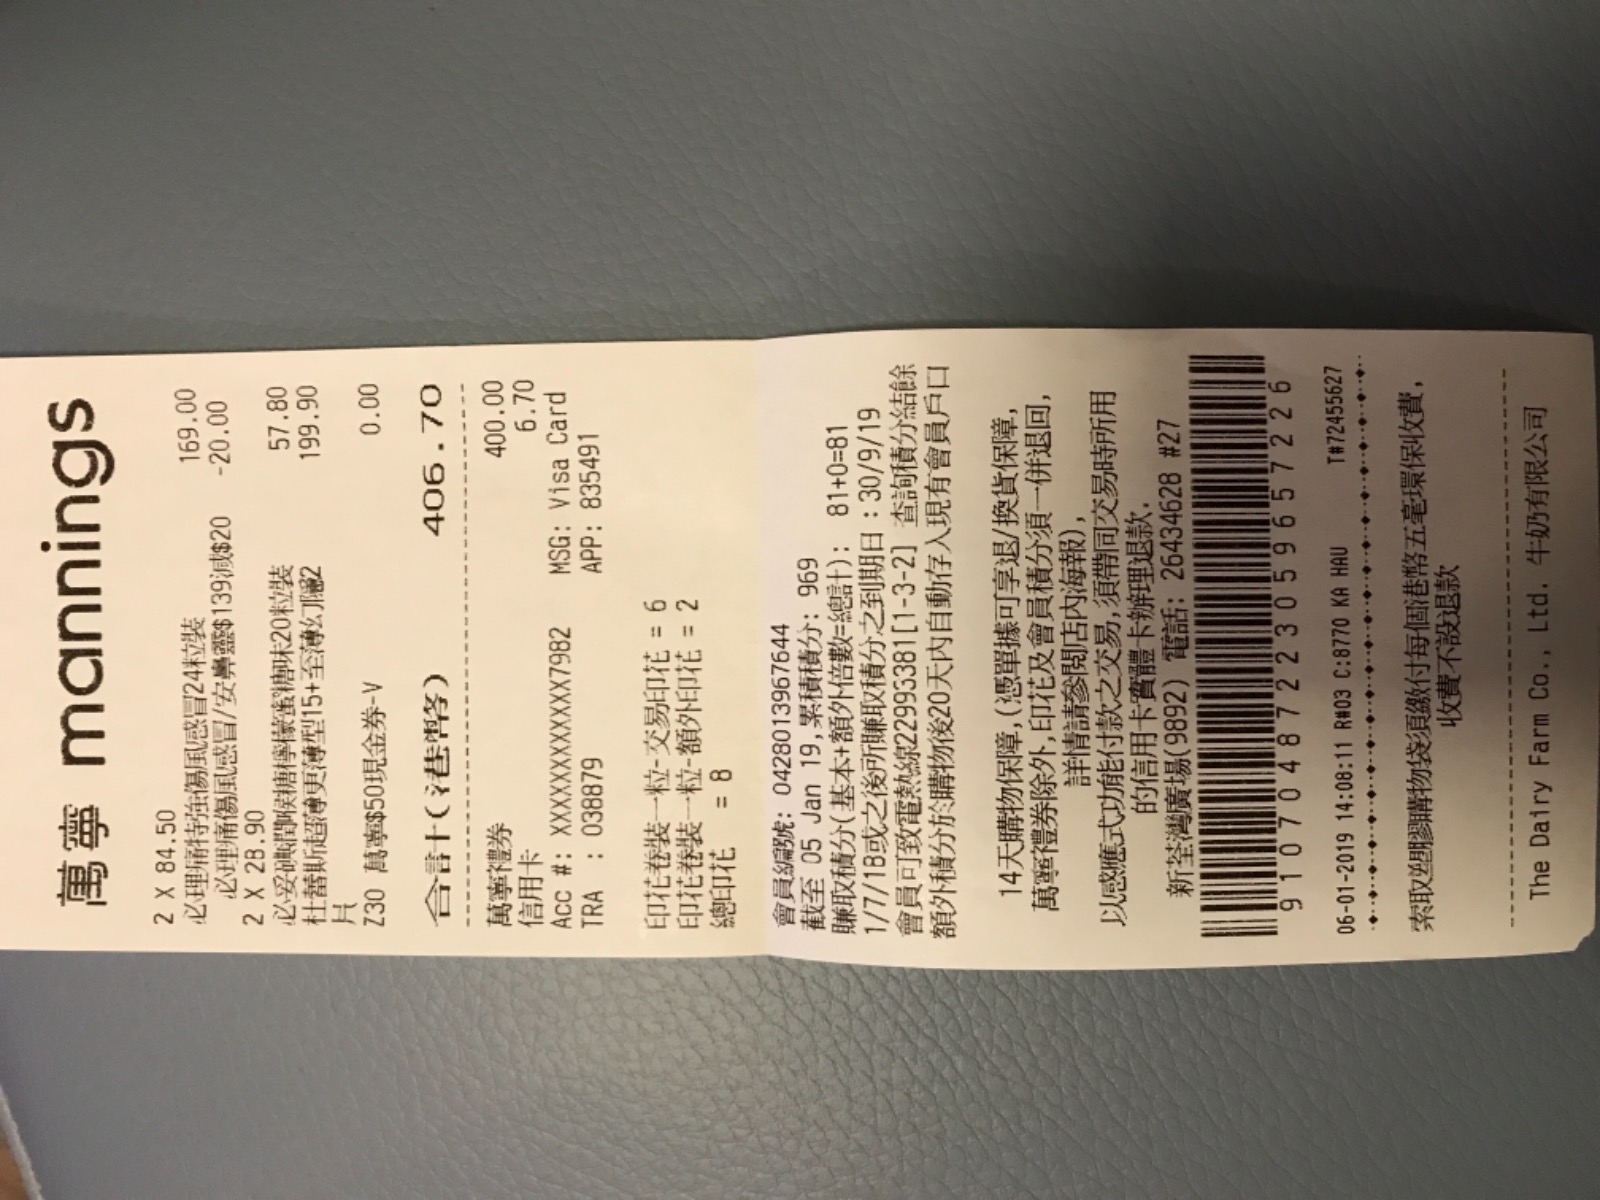 萬寧 mannings
2 X 84.50
必理痛特強傷風感冒24粒裝 169.00
必理痛傷風感冒/安鼻靈$139減$20 -20.00
2 X 28.90
必妥碘潤喉糖檸檬蜜糖味20粒裝 57.80
杜蕾斯超薄更薄型15+至薄幻隱2 199.90
片
Z30 萬寧$50現金券-V 0.00
合計(港幣) 406.70
萬寧禮券 400.00
信用卡 6.70
ACC #: XXXXXXXXXXXX7982 MSG: Visa Card
TRA : 038879 APP: 835491
印花卷裝一粒-交易印花 = 6
印花卷裝一粒-額外印花 = 2
總印花 = 8
會員編號: 0428013967644
截至 05 Jan 19,累積積分: 969
賺取積分(基本+額外倍數=總計): 81+0=81
1/7/18或之後所賺取積分之到期日:30/9/19
會員可致電熱線22993381[1-3-2] 查詢積分結餘
額外積分於購物後20天內自動存入現有會員戶口
14天購物保障,(憑單據可享退/換貨保障,
萬寧禮券除外,印花及會員積分須一併退回,
詳情請參閱店內海報),
以感應式功能付款之交易,須帶同交易時所用
的信用卡實體卡辦理退款.
新荃灣廣場(9892) 電話: 26434628 #27
9107048722305965​7226
06-01-2019 14:08:11 R#03 C:8770 KA HAU T#72455627
索取塑膠購物袋須繳付每個港幣五毫環保收費,
收費不設退款
The Dairy Farm Co., Ltd. 牛奶有限公司